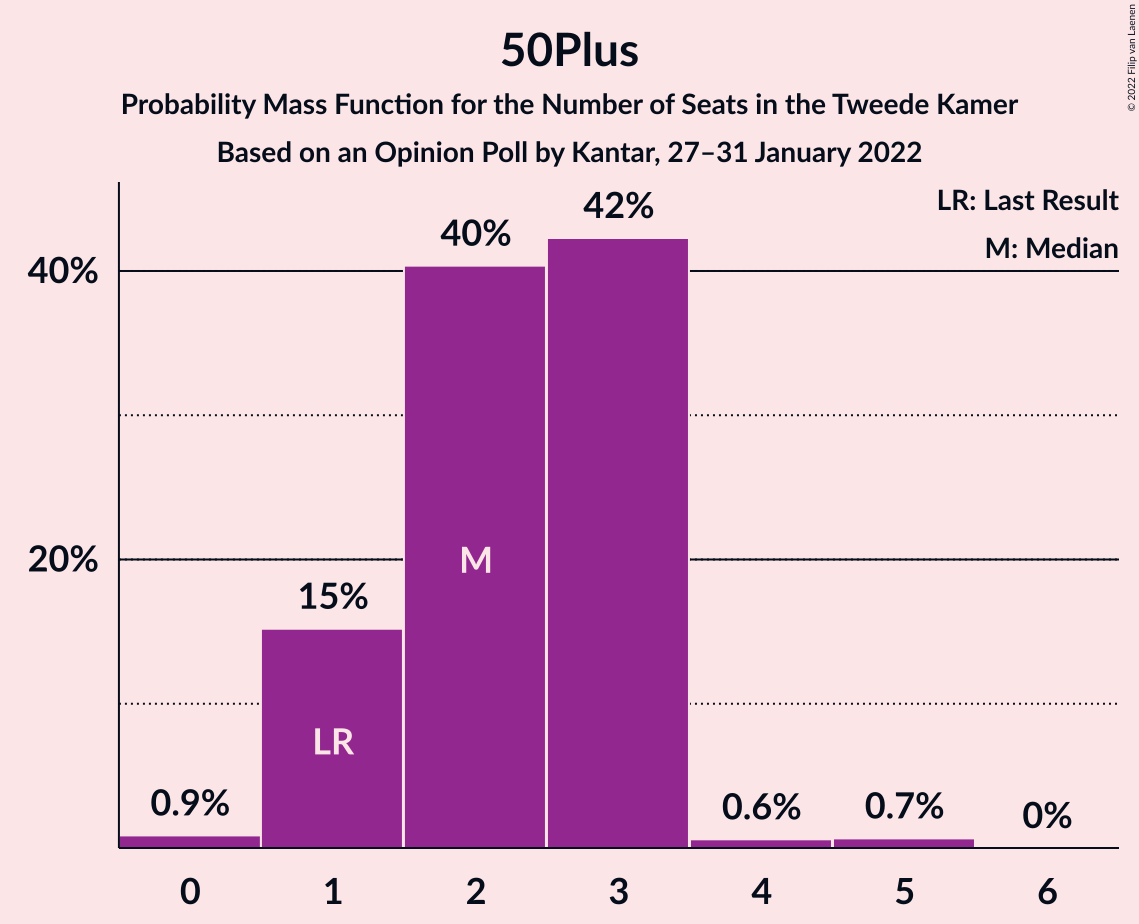 50Plus
Probability Mass Function for the Number of Seats in the Tweede Kamer
Based on an Opinion Poll by Kantar, 27–31 January 2022
© 2022 Filip van Laenen
LR: Last Result
M: Median
42%
40%
40%
20%
15%
M
LR
0.9%
0.6%
0.7%
0%
0 1 2 3 4 5 6